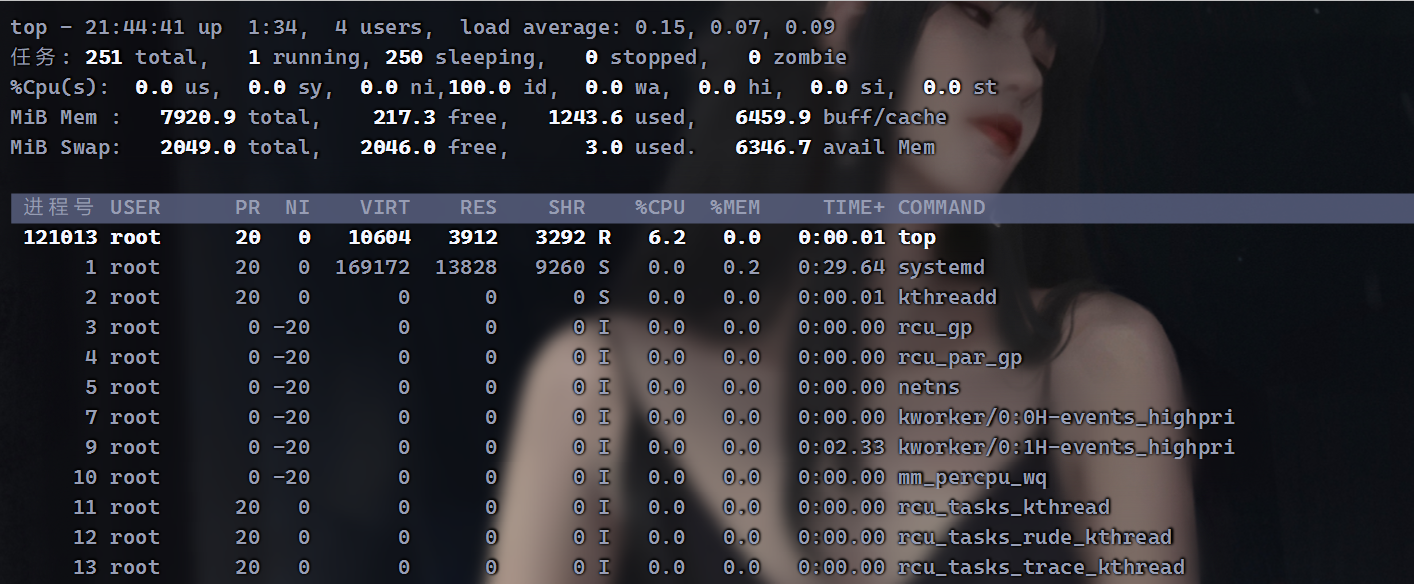 top - 21:44:41 up  1:34,  4 users,  load average: 0.15, 0.07, 0.09
任务: 251 total,   1 running, 250 sleeping,   0 stopped,   0 zombie
%Cpu(s):  0.0 us,  0.0 sy,  0.0 ni,100.0 id,  0.0 wa,  0.0 hi,  0.0 si,  0.0 st
MiB Mem :   7920.9 total,    217.3 free,   1243.6 used,   6459.9 buff/cache
MiB Swap:   2049.0 total,   2046.0 free,      3.0 used.   6346.7 avail Mem
进程号 USER      PR  NI    VIRT    RES    SHR    %CPU  %MEM     TIME+ COMMAND
121013 root      20   0   10604   3912   3292 R   6.2   0.0   0:00.01 top
1 root      20   0  169172  13828   9260 S   0.0   0.2   0:29.64 systemd
2 root      20   0       0      0      0 S   0.0   0.0   0:00.01 kthreadd
3 root       0 -20       0      0      0 I   0.0   0.0   0:00.00 rcu_gp
4 root       0 -20       0      0      0 I   0.0   0.0   0:00.00 rcu_par_gp
5 root       0 -20       0      0      0 I   0.0   0.0   0:00.00 netns
7 root       0 -20       0      0      0 I   0.0   0.0   0:00.00 kworker/0:0H-events_highpri
9 root       0 -20       0      0      0 I   0.0   0.0   0:02.33 kworker/0:1H-events_highpri
10 root       0 -20       0      0      0 I   0.0   0.0   0:00.00 mm_percpu_wq
11 root      20   0       0      0      0 I   0.0   0.0   0:00.00 rcu_tasks_kthread
12 root      20   0       0      0      0 I   0.0   0.0   0:00.00 rcu_tasks_rude_kthread
13 root      20   0       0      0      0 I   0.0   0.0   0:00.00 rcu_tasks_trace_kthread